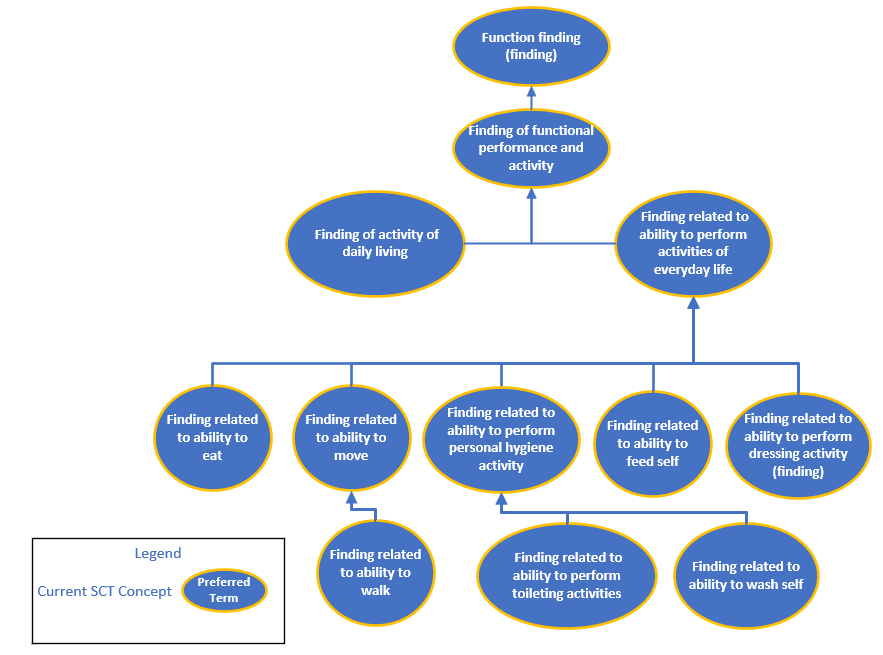 Function finding
(finding)
Finding of functional
performance and
activity
Finding of activity of
daily living
Finding related to
ability to perform
activities of
everyday life
Finding related
to ability to
eat
Finding related
to ability to
move
Finding related to
ability to perform
personal hygiene
activity
Finding related
to ability to
feed self
Finding related to
ability to perform
dressing activity
(finding)
Finding related
to ability to
walk
Finding related to
ability to perform
toileting activities
Finding related to
ability to wash self
Legend
Current SCT Concept
Preferred
Term